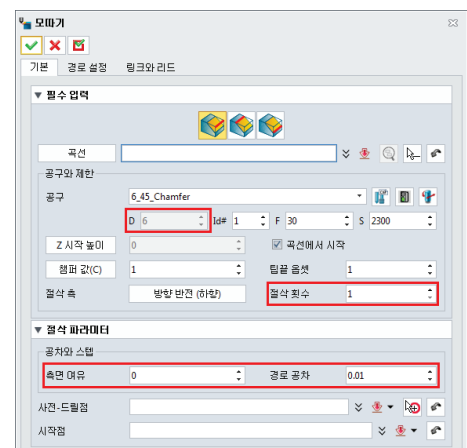 모따기
기본 경로 설정 링크와 리드
필수 입력
곡선
공구와 제한
공구 6_45_Chamfer
D 6 Id# 1 F 30 S 2300
Z 시작 높이 0 곡선에서 시작
챔퍼 값(C) 1 팁끝 옵셋 1
절삭 측 방향 반전 (하향) 절삭 횟수 1
절삭 파라미터
공차와 스텝
측면 여유 0 경로 공차 0.01
사전-드릴점
시작점